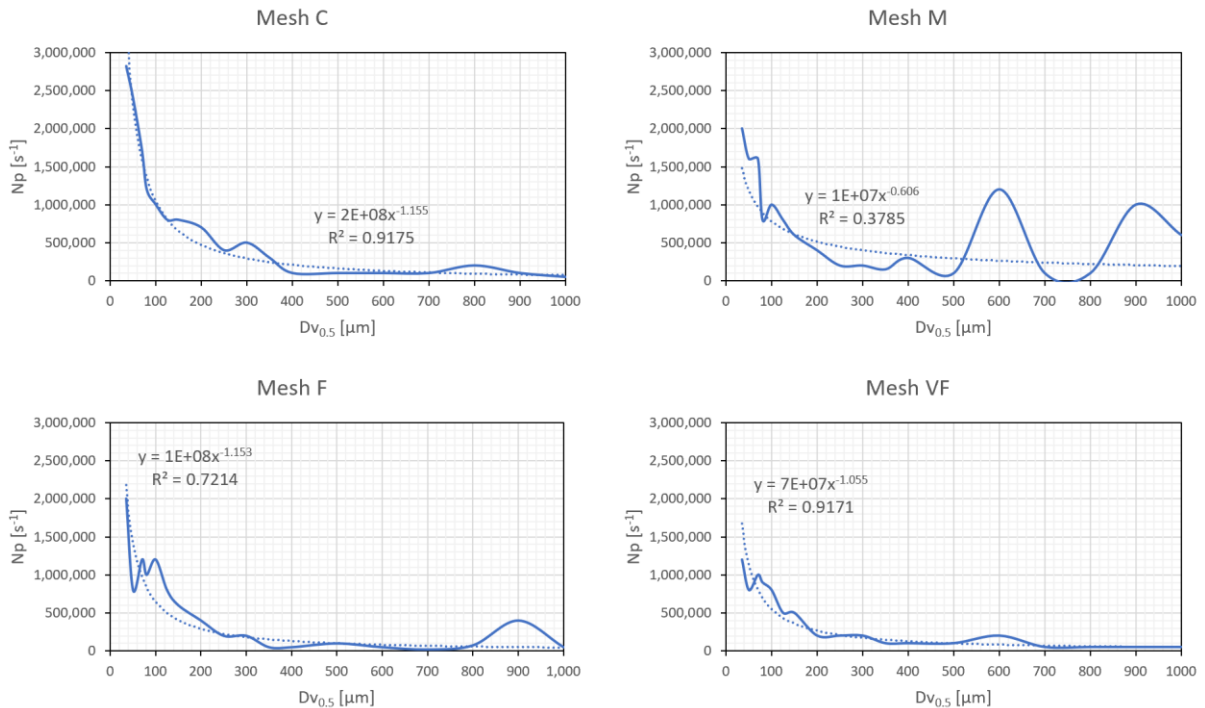 Mesh C
3,000,000
2,500,000
2,000,000
1,500,000
1,000,000
500,000
0
Np [s⁻¹]
y = 2E+08x⁻¹·¹⁵⁵
R² = 0.9175
0 100 200 300 400 500 600 700 800 900 1000
Dv₀.₅ [µm]
Mesh M
3,000,000
2,500,000
2,000,000
1,500,000
1,000,000
500,000
0
Np [s⁻¹]
y = 1E+07x⁻⁰·⁶⁰⁶
R² = 0.3785
0 100 200 300 400 500 600 700 800 900 1000
Dv₀.₅ [µm]
Mesh F
3,000,000
2,500,000
2,000,000
1,500,000
1,000,000
500,000
0
Np [s⁻¹]
y = 1E+08x⁻¹·¹⁵³
R² = 0.7214
0 100 200 300 400 500 600 700 800 900 1,000
Dv₀.₅ [µm]
Mesh VF
3,000,000
2,500,000
2,000,000
1,500,000
1,000,000
500,000
0
Np [s⁻¹]
y = 7E+07x⁻¹·⁰⁵⁵
R² = 0.9171
0 100 200 300 400 500 600 700 800 900 1000
Dv₀.₅ [µm]